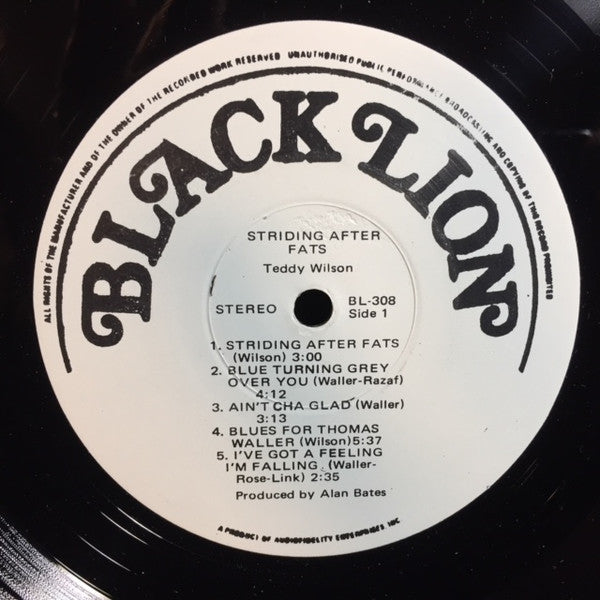 ALL RIGHTS OF THE MANUFACTURER AND OF THE OWNER OF THE RECORDED WORK RESERVED UNAUTHORISED PUBLIC PERFORMANCE BROADCASTING AND COPYING OF THIS RECORD PROHIBITED
BLACK LION
STRIDING AFTER
FATS
Teddy Wilson
STEREO
BL-308
Side 1
1. STRIDING AFTER FATS
(Wilson) 3:00
2. BLUE TURNING GREY
OVER YOU (Waller-Razaf)
4:12
3. AIN'T CHA GLAD (Waller)
3:13
4. BLUES FOR THOMAS
WALLER (Wilson)5:37
5. I'VE GOT A FEELING
I'M FALLING (Waller-
Rose-Link) 2:35
Produced by Alan Bates
A PRODUCT OF AUDIOFIDELITY ENTERPRISES INC